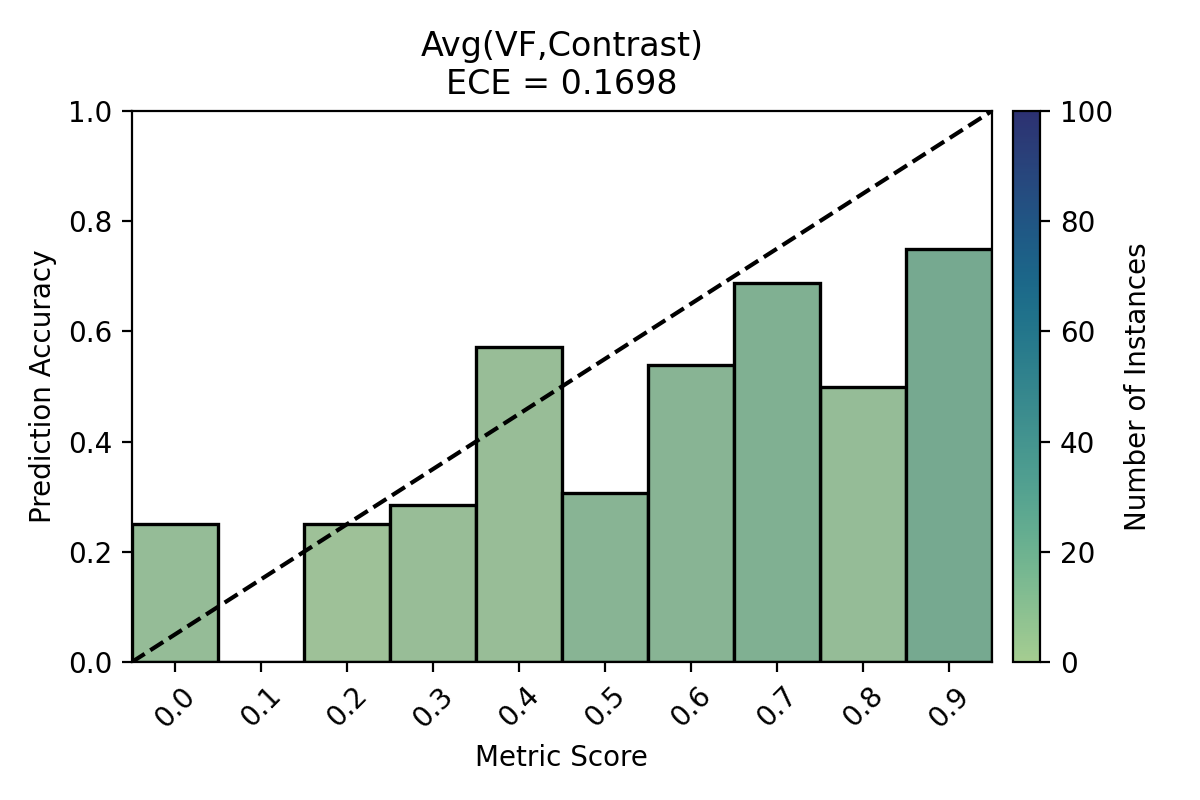 Avg(VF,Contrast)
ECE = 0.1698
Prediction Accuracy
1.0
0.8
0.6
0.4
0.2
0.0
0.0 0.1 0.2 0.3 0.4 0.5 0.6 0.7 0.8 0.9
Metric Score
100
80
60
40
20
0
Number of Instances